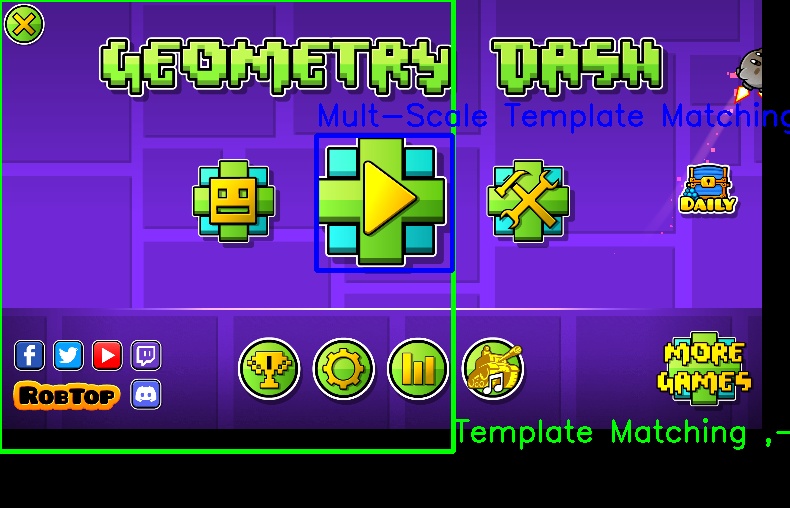 GEOMETRY DASH
Mult-Scale Template Matching
DAILY
MORE
GAMES
ROBTOP
Template Matching ,-